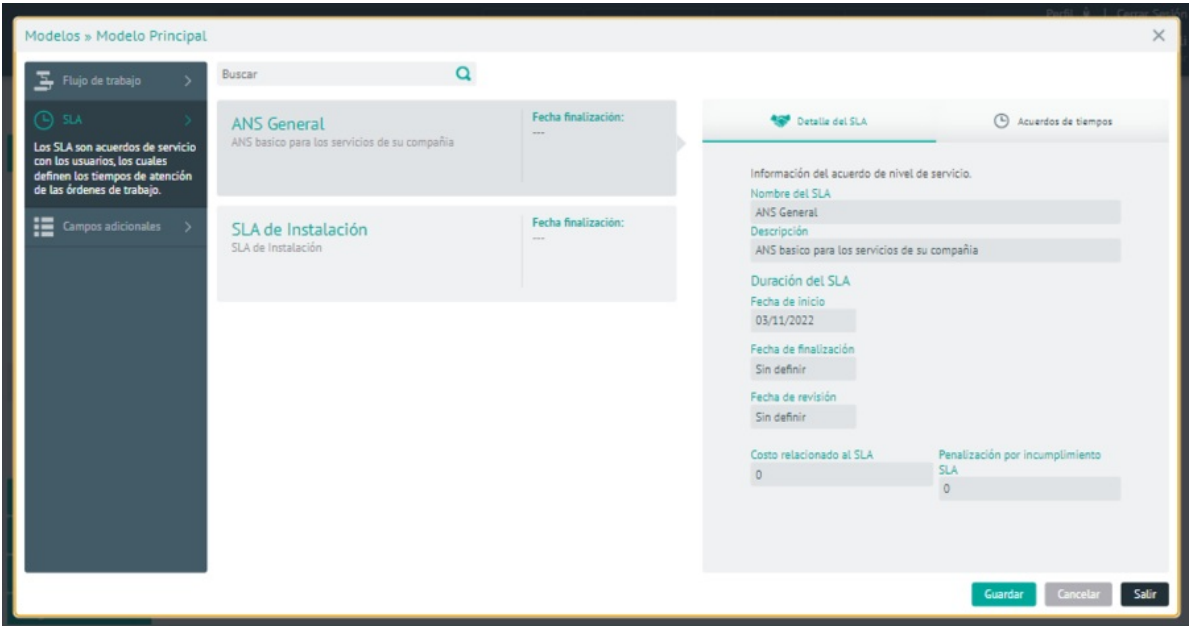 Perfil | Cerrar Sesión
Modelos » Modelo Principal
Flujo de trabajo
SLA
Los SLA son acuerdos de servicio
con los usuarios, los cuales
definen los tiempos de atención
de las órdenes de trabajo.
Campos adicionales
Buscar
ANS General
ANS basico para los servicios de su compañia
Fecha finalización:
---
SLA de Instalación
SLA de Instalación
Fecha finalización:
---
Detalle del SLA
Acuerdos de tiempos
Información del acuerdo de nivel de servicio.
Nombre del SLA
ANS General
Descripción
ANS basico para los servicios de su compañia
Duración del SLA
Fecha de inicio
03/11/2022
Fecha de finalización
Sin definir
Fecha de revisión
Sin definir
Costo relacionado al SLA
0
Penalización por incumplimiento
SLA
0
Guardar
Cancelar
Salir